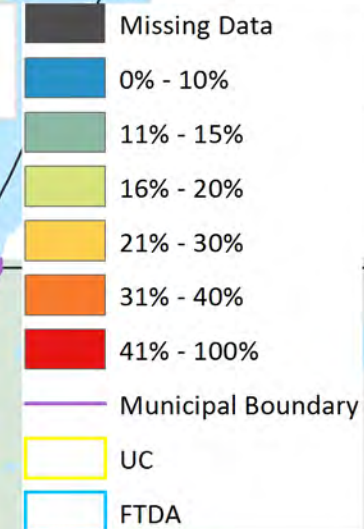 Missing Data
0% - 10%
11% - 15%
16% - 20%
21% - 30%
31% - 40%
41% - 100%
Municipal Boundary
UC
FTDA